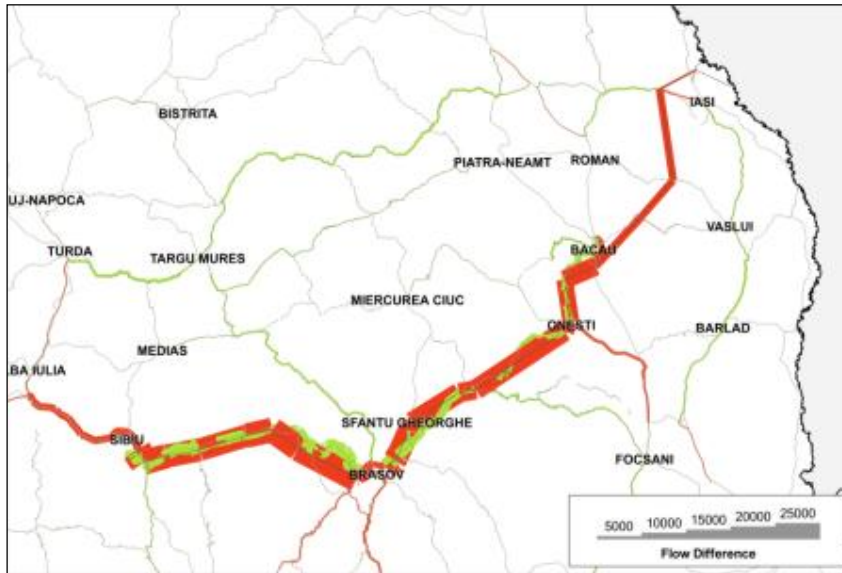 IASI
BISTRITA
PIATRA-NEAMT
ROMAN
UJ-NAPOCA
VASLUI
TURDA
TARGU MURES
BACAU
MIERCUREA CIUC
ONESTI
BARLAD
MEDIAS
LBA IULIA
SFANTU GHEORGHE
SIBIU
FOCSANI
BRASOV
5000 10000 15000 20000 25000
Flow Difference